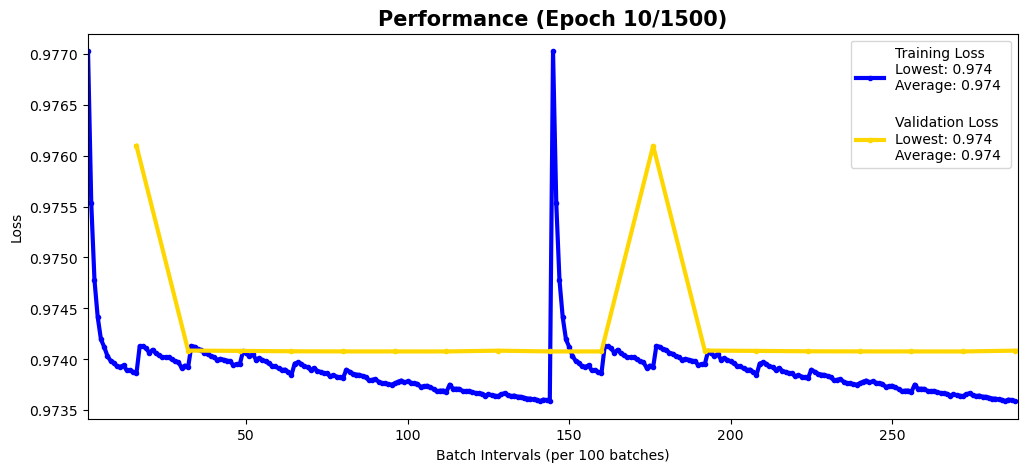 Performance (Epoch 10/1500)
Training Loss
Lowest: 0.974
Average: 0.974
Validation Loss
Lowest: 0.974
Average: 0.974
0.9770
0.9765
0.9760
0.9755
0.9750
0.9745
0.9740
0.9735
Loss
50
100
150
200
250
Batch Intervals (per 100 batches)